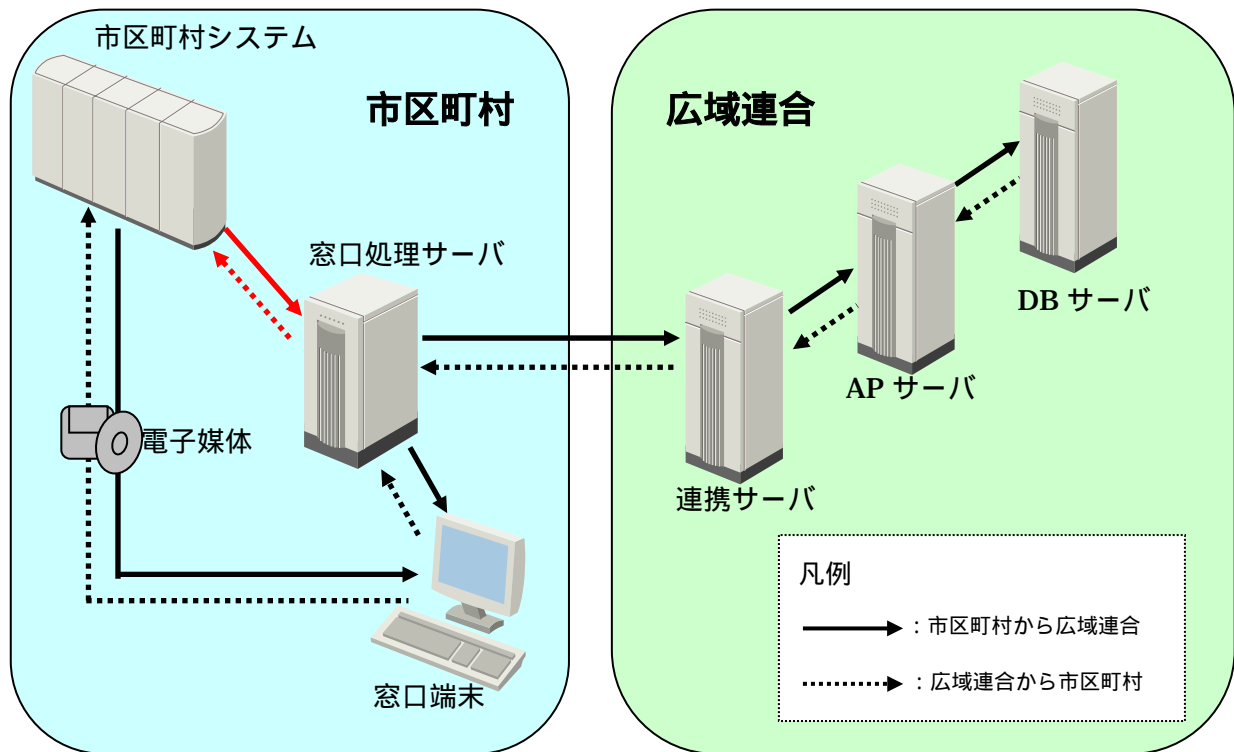 市区町村システム
市区町村
広域連合
窓口処理サーバ
DB サーバ
AP サーバ
電子媒体
連携サーバ
窓口端末
凡例
：市区町村から広域連合
：広域連合から市区町村